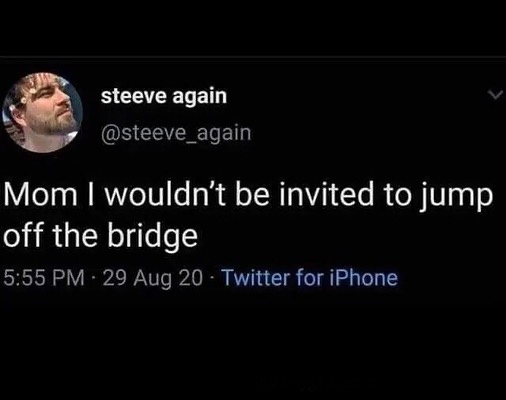 steeve again
@steeve_again
Mom I wouldn't be invited to jump
off the bridge
5:55 PM · 29 Aug 20 · Twitter for iPhone